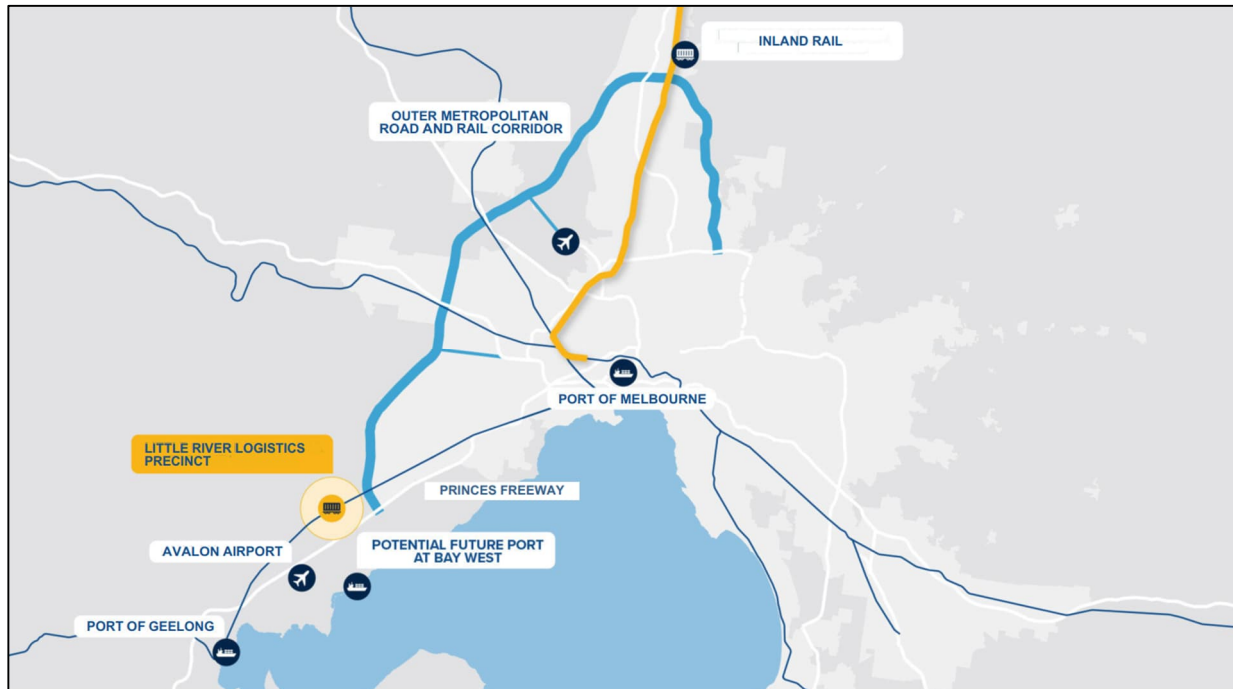 INLAND RAIL
OUTER METROPOLITAN
ROAD AND RAIL CORRIDOR
PORT OF MELBOURNE
LITTLE RIVER LOGISTICS
PRECINCT
PRINCES FREEWAY
AVALON AIRPORT
POTENTIAL FUTURE PORT
AT BAY WEST
PORT OF GEELONG